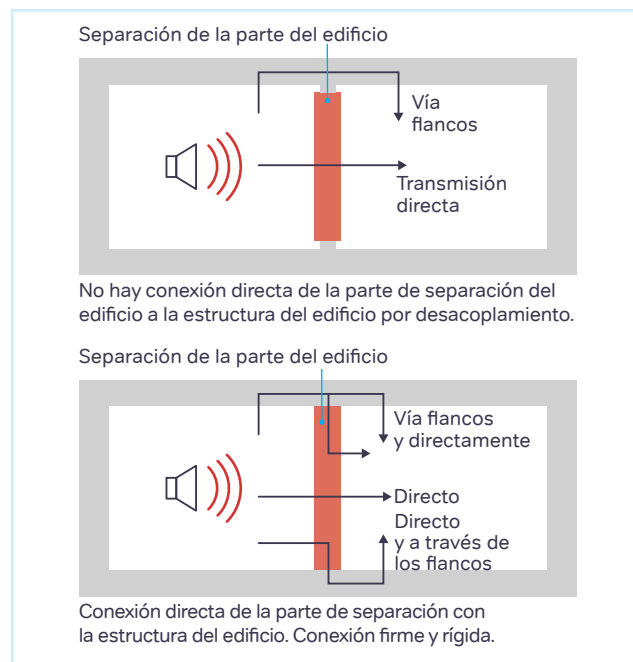 Separación de la parte del edificio
Vía
flancos
Transmisión
directa
No hay conexión directa de la parte de separación del
edificio a la estructura del edificio por desacoplamiento.
Separación de la parte del edificio
Vía flancos
y directamente
Directo
Directo
y a través de
los flancos
Conexión directa de la parte de separación con
la estructura del edificio. Conexión firme y rígida.